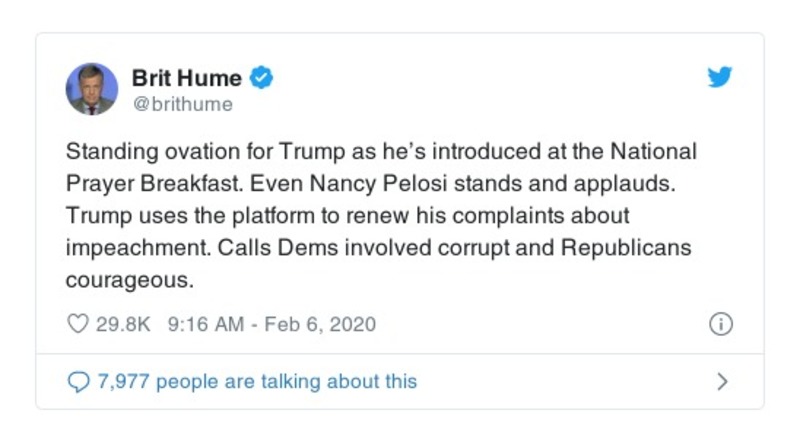 Brit Hume
@brithume
Standing ovation for Trump as he’s introduced at the National
Prayer Breakfast. Even Nancy Pelosi stands and applauds.
Trump uses the platform to renew his complaints about
impeachment. Calls Dems involved corrupt and Republicans
courageous.
29.8K 9:16 AM - Feb 6, 2020
7,977 people are talking about this